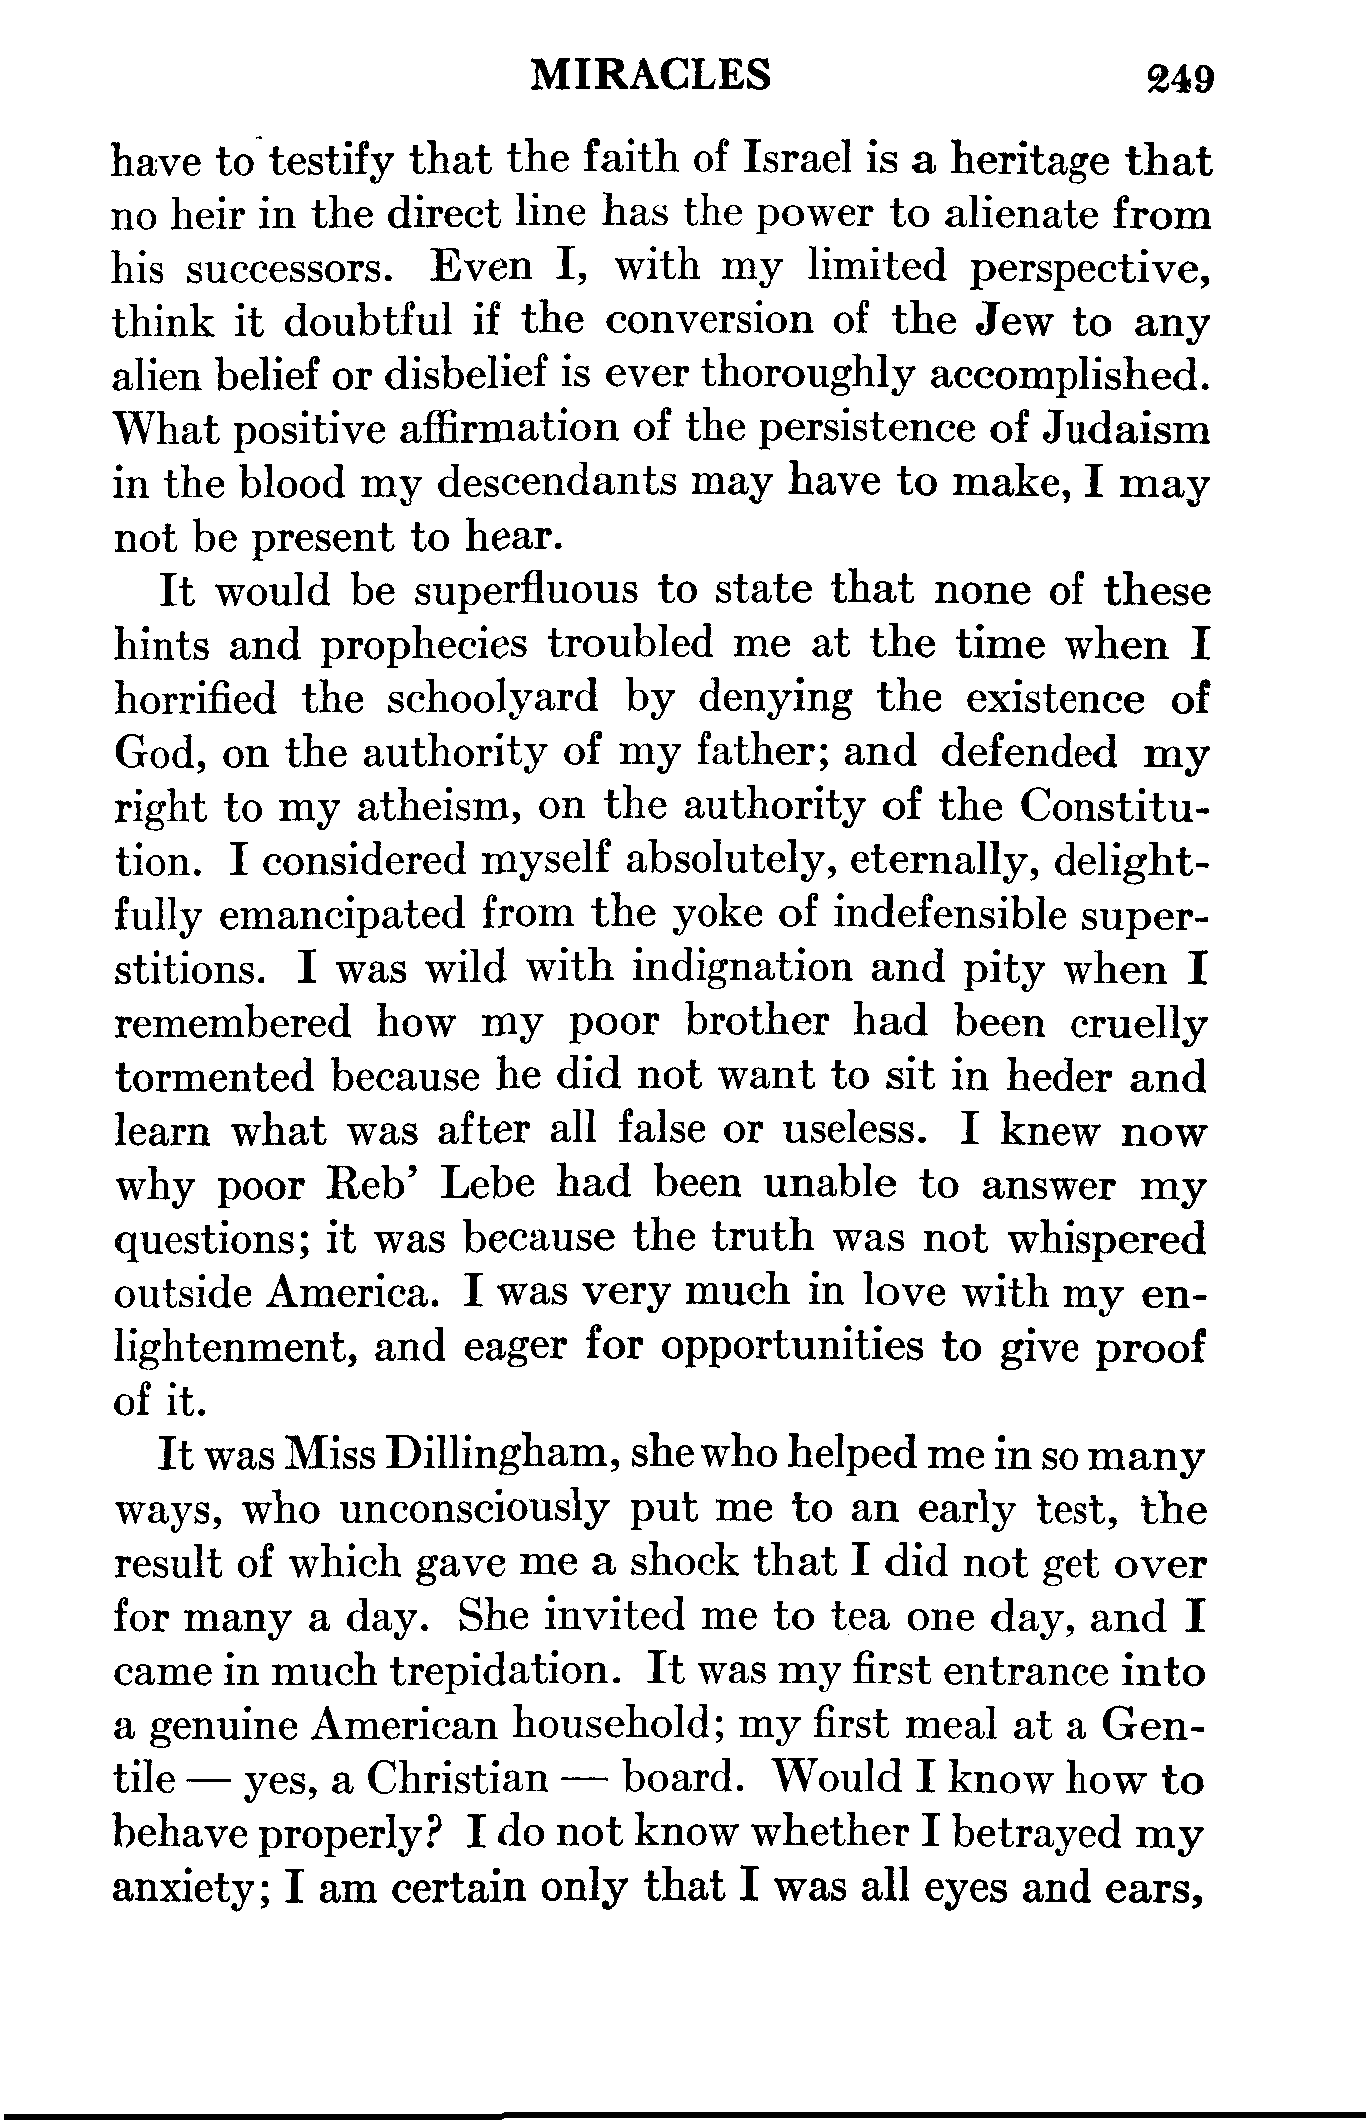 MIRACLES 249
have to testify that the faith of Israel is a heritage that
no heir in the direct line has the power to alienate from
his successors. Even I, with my limited perspective,
think it doubtful if the conversion of the Jew to any
alien belief or disbelief is ever thoroughly accomplished.
What positive affirmation of the persistence of Judaism
in the blood my descendants may have to make, I may
not be present to hear.
It would be superfluous to state that none of these
hints and prophecies troubled me at the time when I
horrified the schoolyard by denying the existence of
God, on the authority of my father; and defended my
right to my atheism, on the authority of the Constitu-
tion. I considered myself absolutely, eternally, delight-
fully emancipated from the yoke of indefensible super-
stitions. I was wild with indignation and pity when I
remembered how my poor brother had been cruelly
tormented because he did not want to sit in heder and
learn what was after all false or useless. I knew now
why poor Reb’ Lebe had been unable to answer my
questions; it was because the truth was not whispered
outside America. I was very much in love with my en-
lightenment, and eager for opportunities to give proof
of it.
It was Miss Dillingham, she who helped me in so many
ways, who unconsciously put me to an early test, the
result of which gave me a shock that I did not get over
for many a day. She invited me to tea one day, and I
came in much trepidation. It was my first entrance into
a genuine American household; my first meal at a Gen-
tile — yes, a Christian — board. Would I know how to
behave properly? I do not know whether I betrayed my
anxiety; I am certain only that I was all eyes and ears,